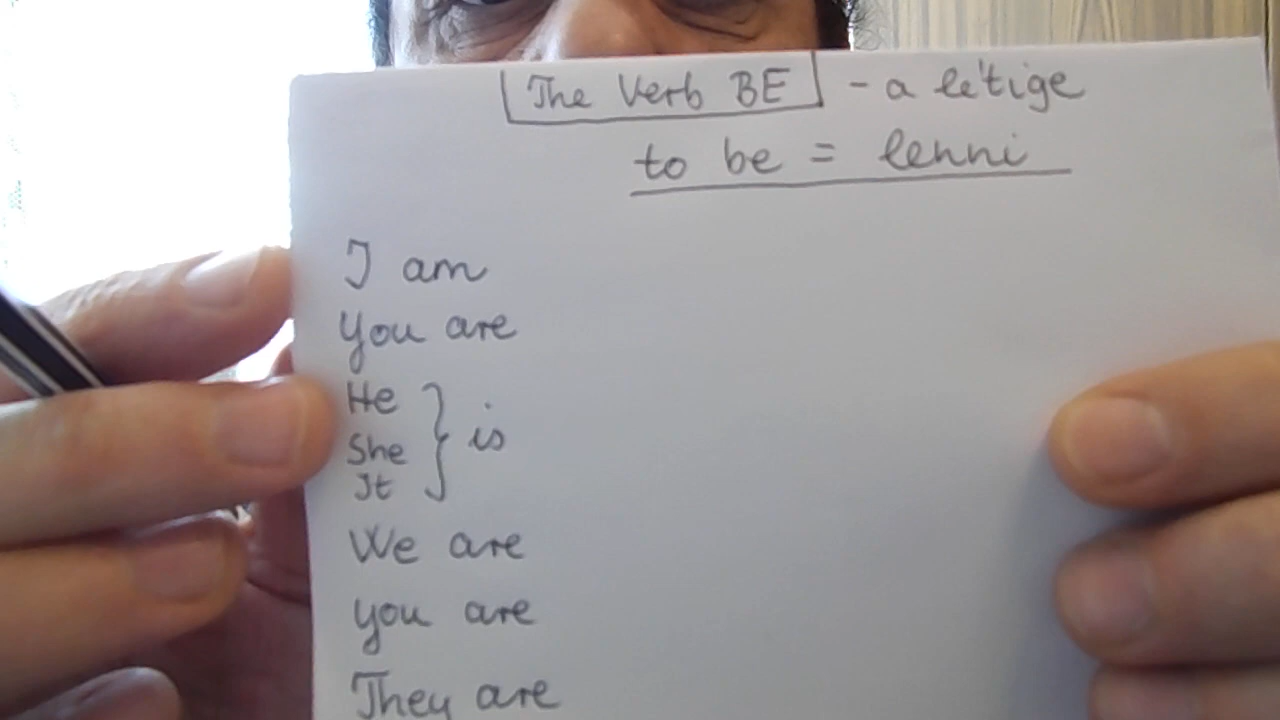 The Verb BE - a létige
to be = lenni
I am
You are
He
She } is
It
We are
you are
They are